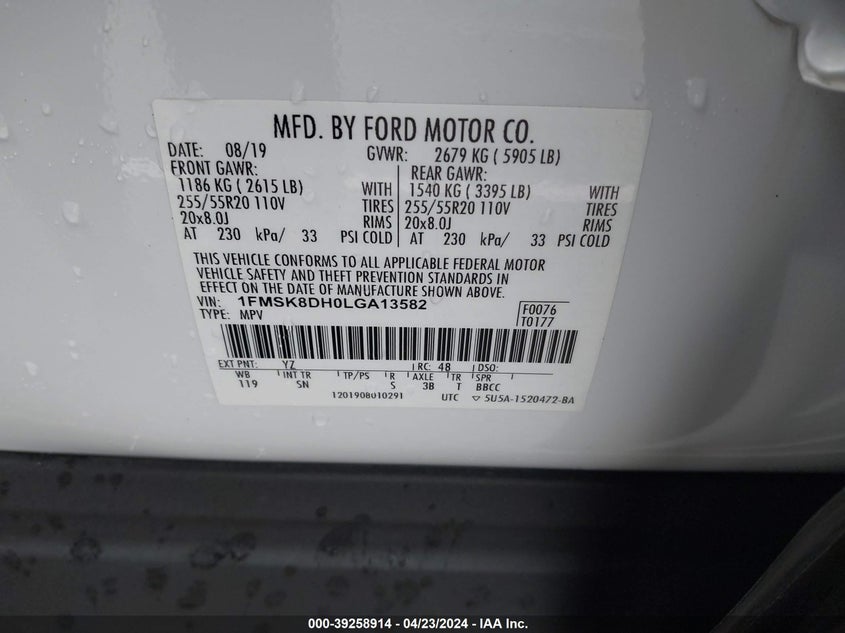 MFD. BY FORD MOTOR CO.
DATE: 08/19 GVWR: 2679 KG ( 5905 LB)
FRONT GAWR: REAR GAWR:
1186 KG ( 2615 LB) WITH 1540 KG ( 3395 LB) WITH
255/55R20 110V TIRES 255/55R20 110V TIRES
20x8.0J RIMS 20x8.0J RIMS
AT 230 kPa/ 33 PSI COLD AT 230 kPa/ 33 PSI COLD
THIS VEHICLE CONFORMS TO ALL APPLICABLE FEDERAL MOTOR
VEHICLE SAFETY AND THEFT PREVENTION STANDARDS IN
EFFECT ON THE DATE OF MANUFACTURE SHOWN ABOVE.
VIN: 1FMSK8DH0LGA13582 F0076
TYPE: MPV T0177
EXT PNT: YZ RC: 48 DSO:
WB INT TR TP/PS R AXLE TR SPR
119 SN S 3B T BBCC
1201908010291 UTC ▽ 5U5A-1520472-BA
000-39258914 / 04/23/2024 - IAA Inc.